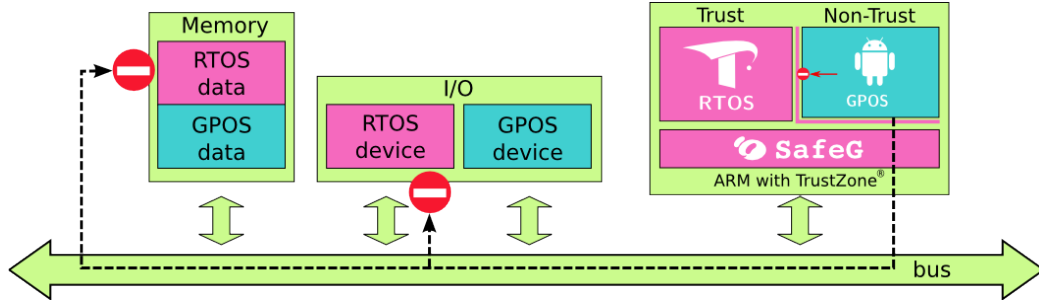 Memory
RTOS
data
GPOS
data
I/O
RTOS
device
GPOS
device
Trust
Non-Trust
RTOS
GPOS
SafeG
ARM with TrustZone®
bus